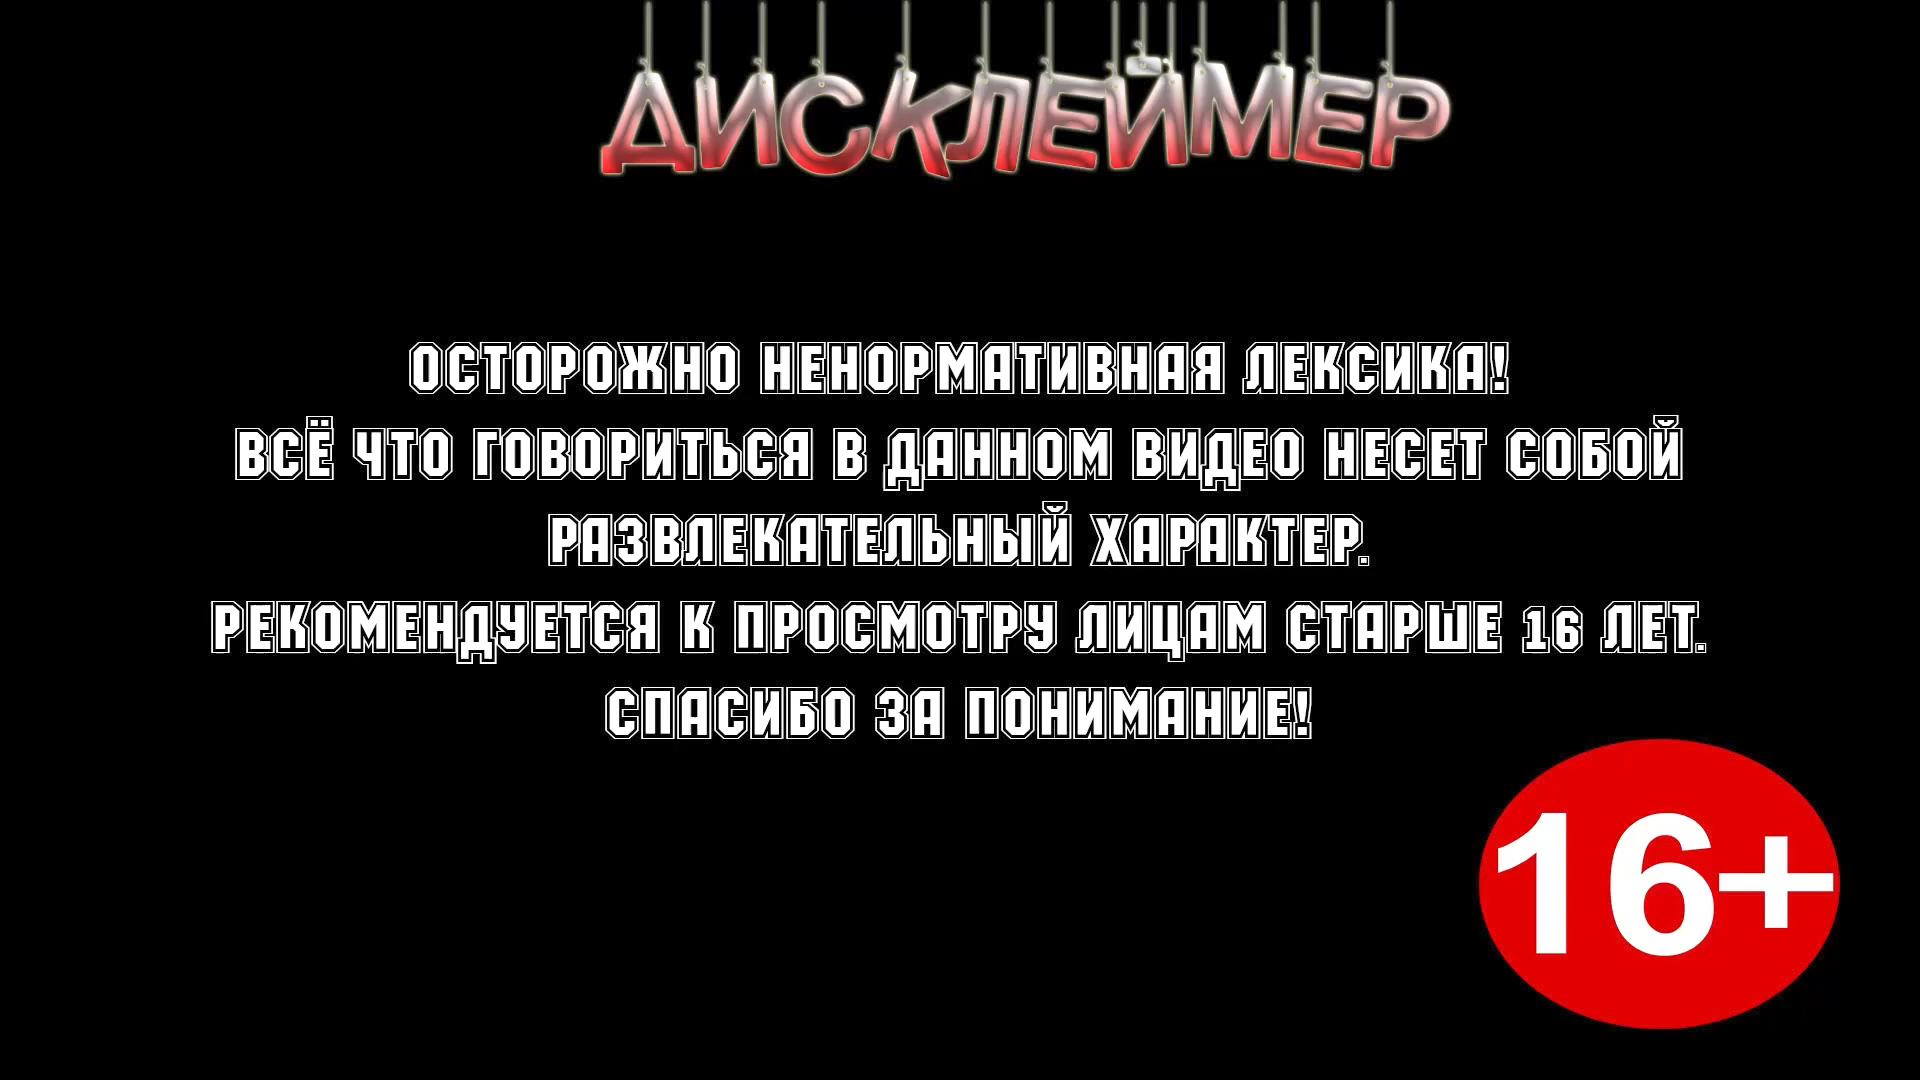 ДИСКЛЕЙМЕР
ОСТОРОЖНО НЕНОРМАТИВНАЯ ЛЕКСИКА!
ВСЁ ЧТО ГОВОРИТЬСЯ В ДАННОМ ВИДЕО НЕСЕТ СОБОЙ
РАЗВЛЕКАТЕЛЬНЫЙ ХАРАКТЕР.
РЕКОМЕНДУЕТСЯ К ПРОСМОТРУ ЛИЦАМ СТАРШЕ 16 ЛЕТ.
СПАСИБО ЗА ПОНИМАНИЕ!
16+